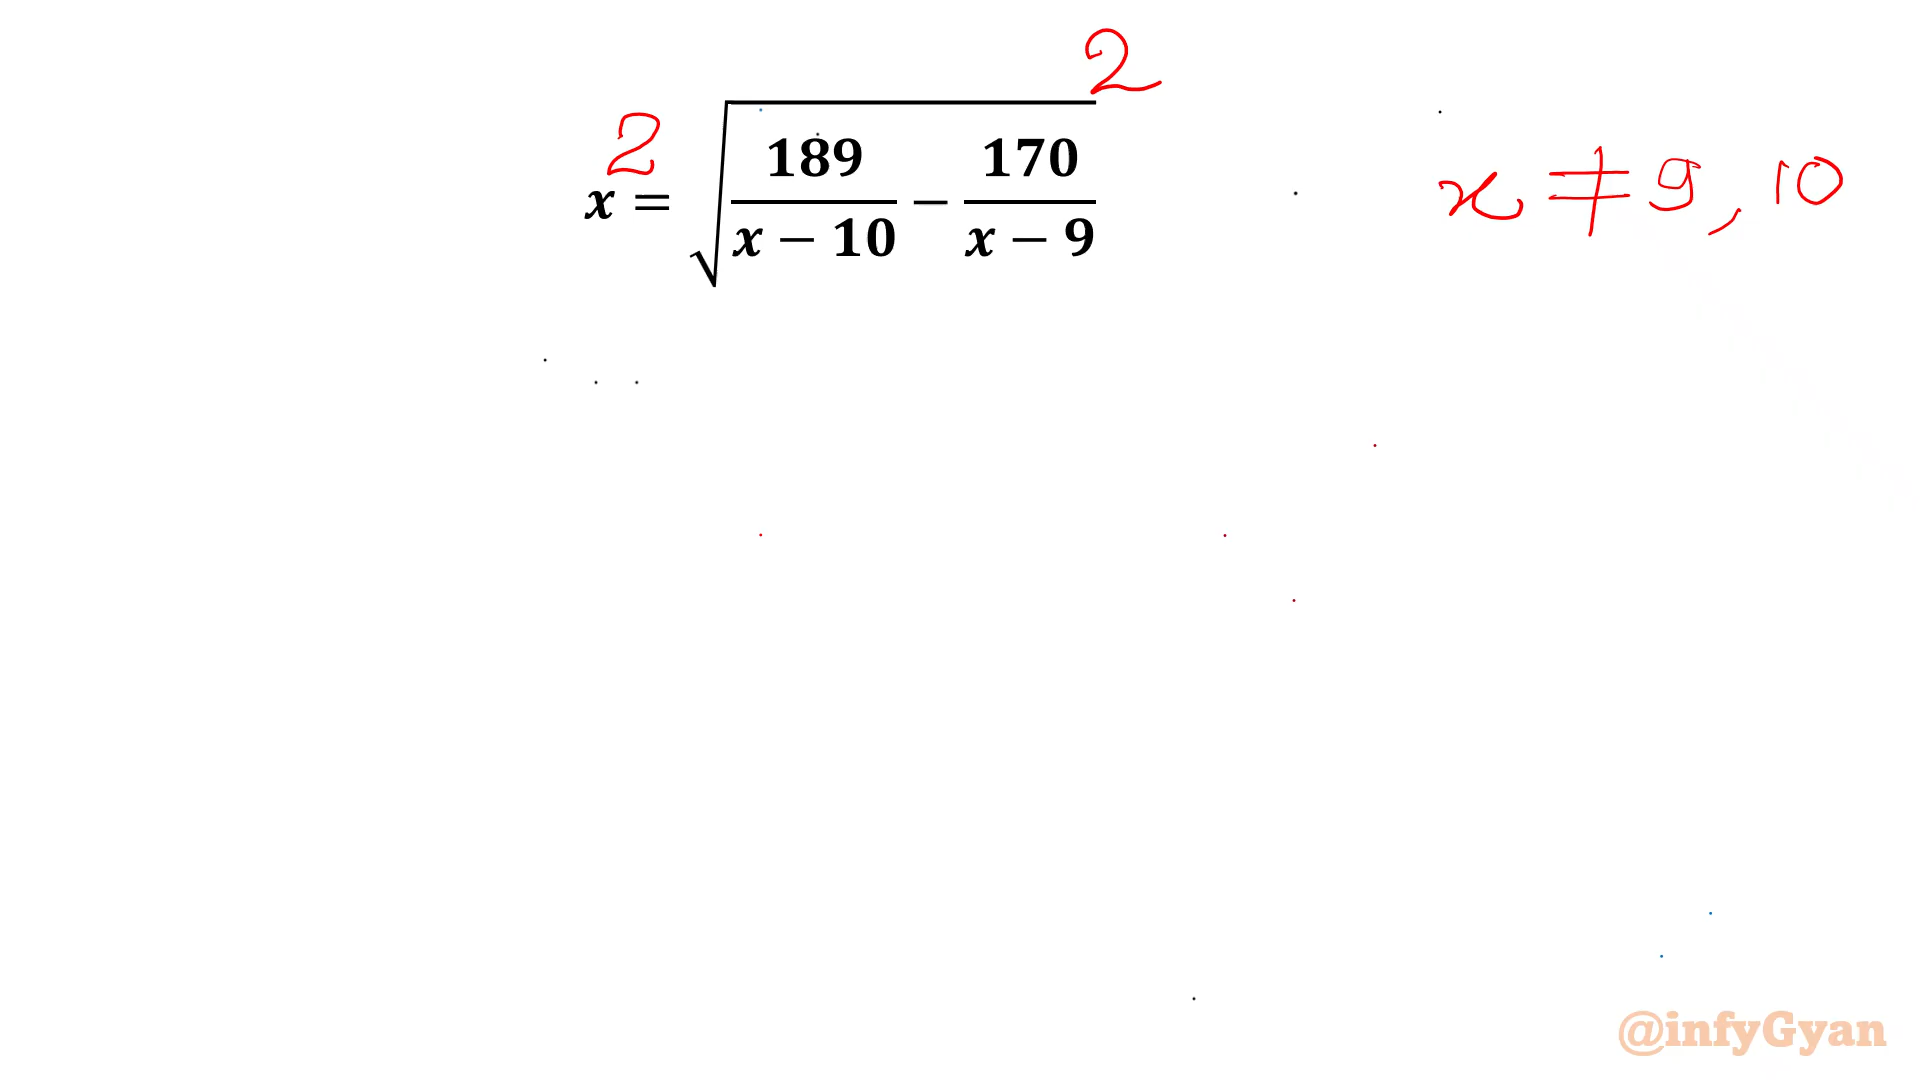 x² = √(189/(x − 10) − 170/(x − 9))²
x ≠ 9, 10
@infyGyan